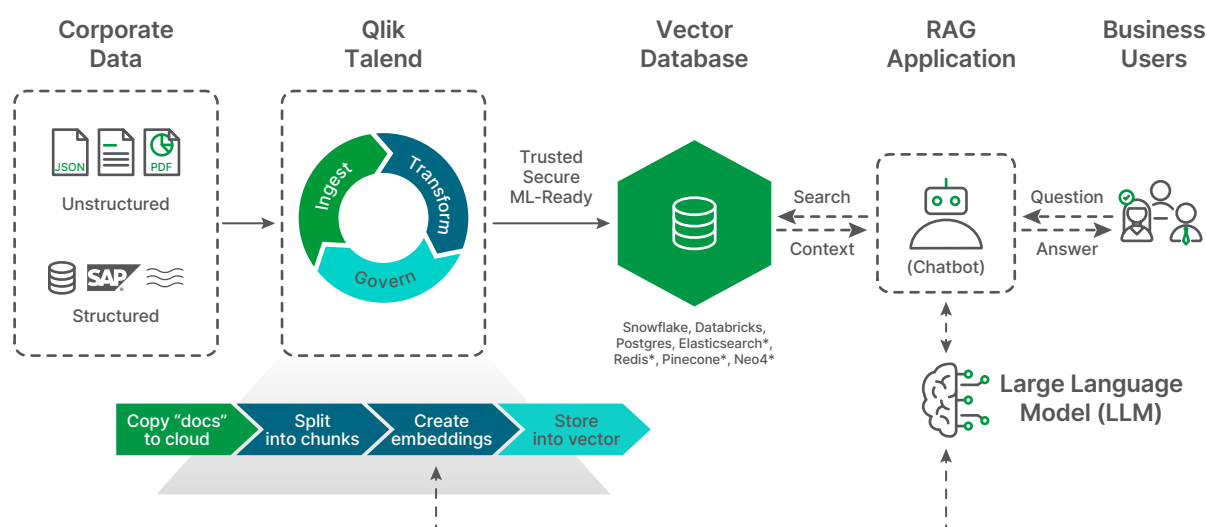 Corporate
Data
Qlik
Talend
Vector
Database
RAG
Application
Business
Users
JSON
PDF
Unstructured
SAP
Structured
Ingest
Transform
Govern
Trusted
Secure
ML-Ready
Search
Context
(Chatbot)
Question
Answer
Snowflake, Databricks,
Postgres, Elasticsearch*,
Redis*, Pinecone*, Neo4*
Large Language
Model (LLM)
Copy “docs”
to cloud
Split
into chunks
Create
embeddings
Store
into vector